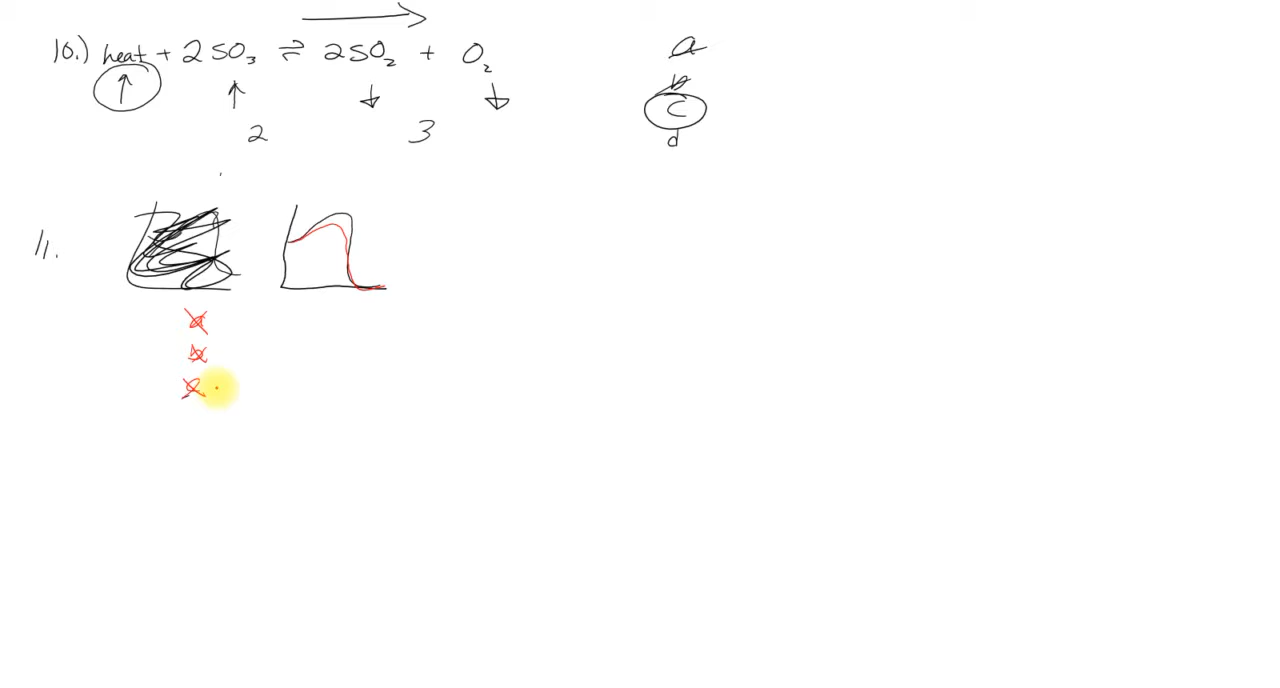 10.) heat + 2SO₃ ⇌ 2SO₂ + O₂
↑ ↑ ↓ ↓
2 3
a
b
c
d
11.
a
b
c